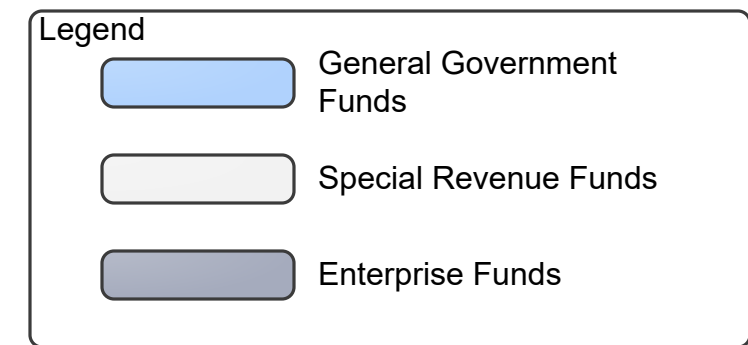 Legend
General Government
Funds
Special Revenue Funds
Enterprise Funds